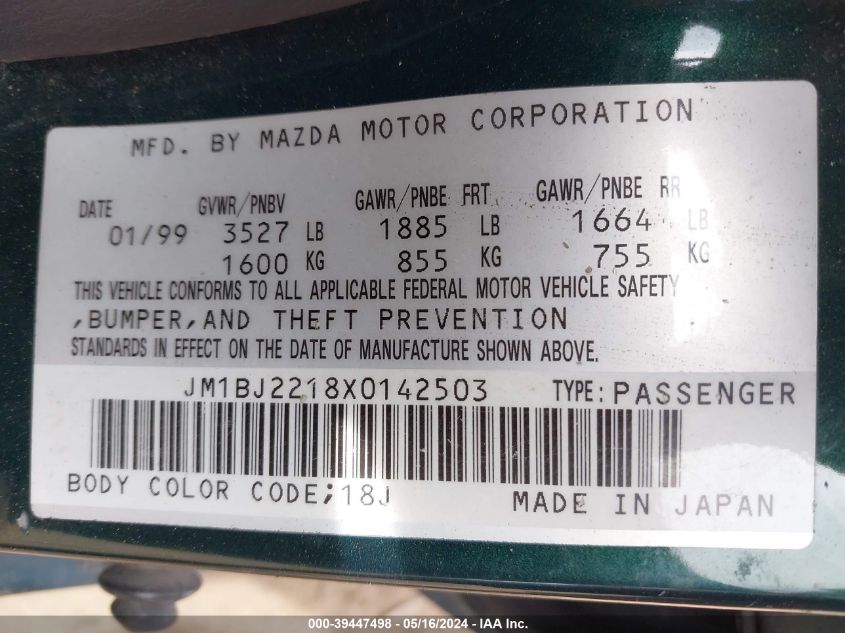 MFD. BY MAZDA MOTOR CORPORATION
DATE GVWR/PNBV GAWR/PNBE FRT GAWR/PNBE RR
01/99 3527 LB 1885 LB 1664 LB
1600 KG 855 KG 755 KG
THIS VEHICLE CONFORMS TO ALL APPLICABLE FEDERAL MOTOR VEHICLE SAFETY
,BUMPER,AND THEFT PREVENTION
STANDARDS IN EFFECT ON THE DATE OF MANUFACTURE SHOWN ABOVE.
JM1BJ2218X0142503 TYPE: PASSENGER
BODY COLOR CODE;18J MADE IN JAPAN
000-39447498 - 05/16/2024 - IAA Inc.